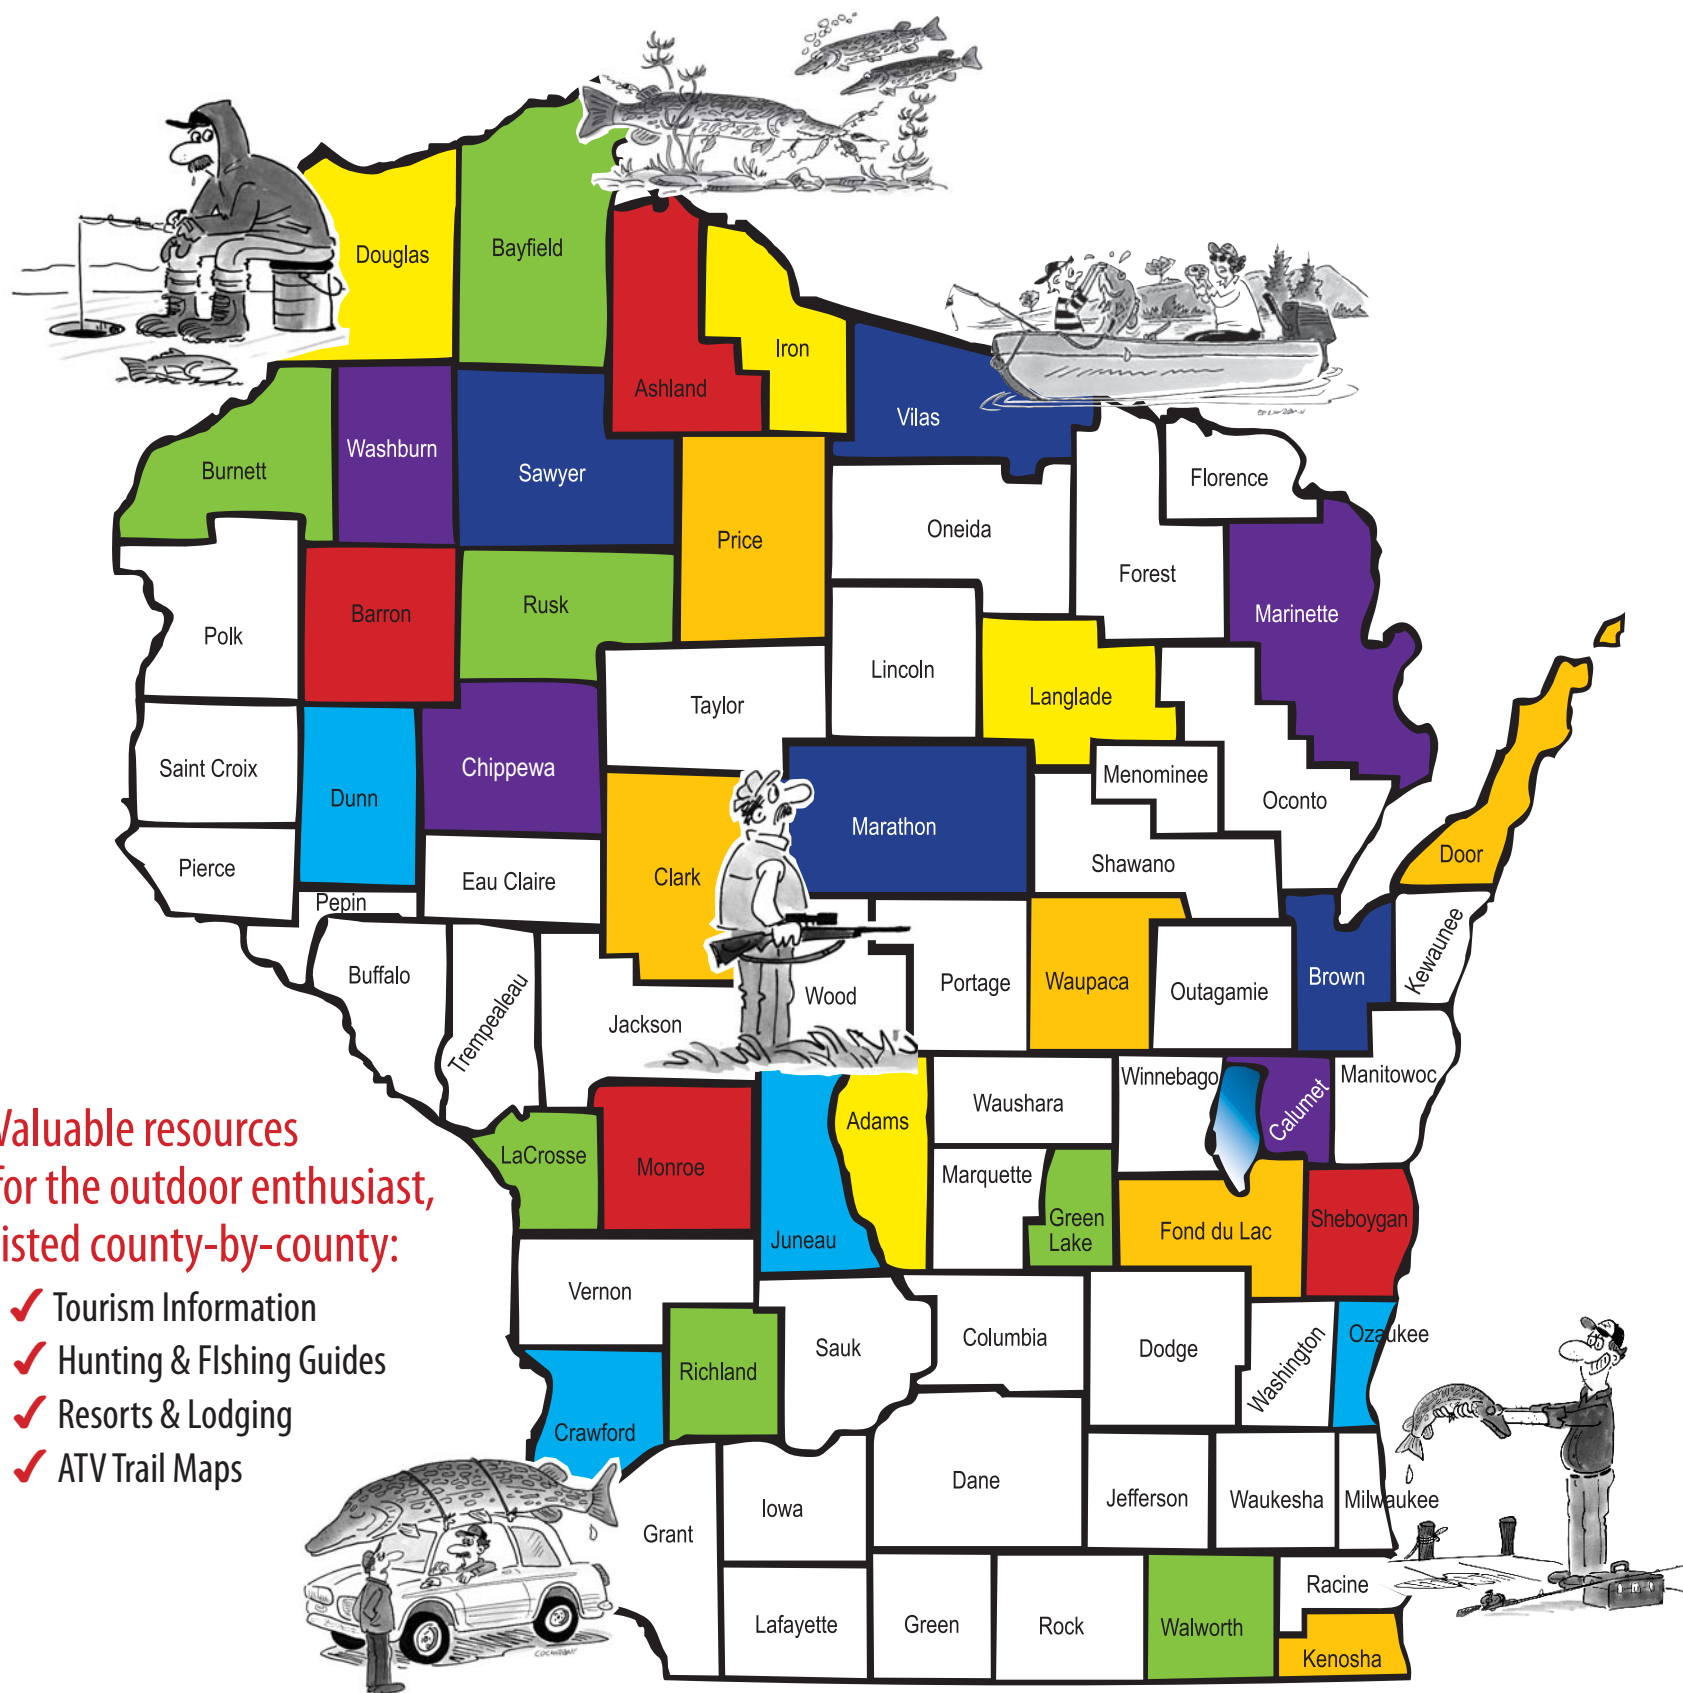 Douglas
Bayfield
Ashland
Iron
Vilas
Burnett
Washburn
Sawyer
Price
Oneida
Florence
Forest
Marinette
Polk
Barron
Rusk
Taylor
Lincoln
Langlade
Saint Croix
Dunn
Chippewa
Clark
Marathon
Menominee
Oconto
Shawano
Door
Pierce
Pepin
Eau Claire
Buffalo
Trempealeau
Jackson
Wood
Portage
Waupaca
Outagamie
Brown
Kewaunee
Winnebago
Calumet
Manitowoc
Waushara
Adams
Juneau
Monroe
LaCrosse
Marquette
Green
Lake
Fond du Lac
Sheboygan
Valuable resources
for the outdoor enthusiast,
listed county-by-county:
✓ Tourism Information
✓ Hunting & FIshing Guides
✓ Resorts & Lodging
✓ ATV Trail Maps
Vernon
Richland
Sauk
Columbia
Dodge
Washington
Ozaukee
Crawford
Grant
Iowa
Dane
Jefferson
Waukesha
Milwaukee
Lafayette
Green
Rock
Walworth
Racine
Kenosha